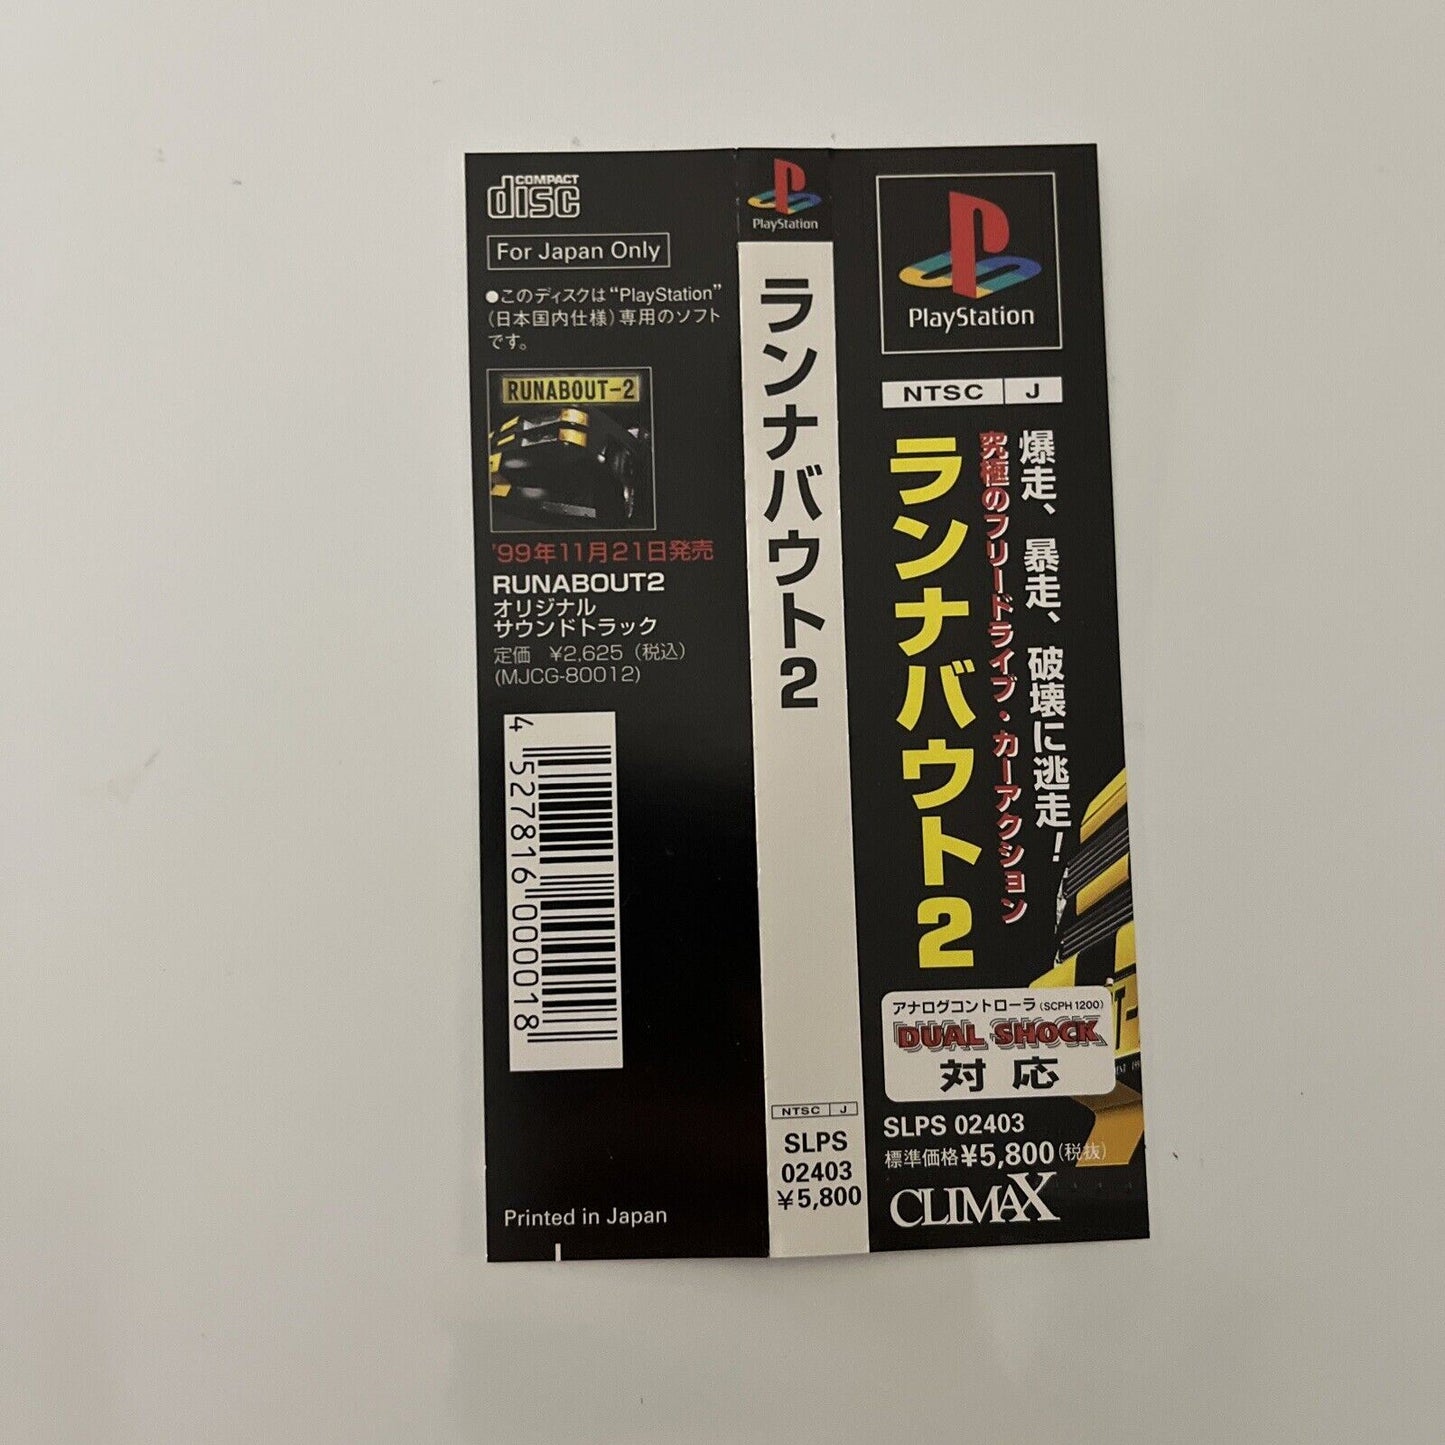 COMPACT
disc
For Japan Only
●このディスクは“PlayStation”
(日本国内仕様)専用のソフト
です。
RUNABOUT-2
'99年11月21日発売
RUNABOUT2
オリジナル
サウンドトラック
定価 ¥2,625(税込)
(MJCG-80012)
4 527816 000018
Printed in Japan
PlayStation
ランナバウト2
NTSC J
SLPS
02403
¥5,800
PlayStation
NTSC J
爆走、暴走、破壊に逃走!
究極のフリードライブ・カーアクション
ランナバウト2
アナログコントローラ(SCPH 1200)
DUAL SHOCK
対応
SLPS 02403
標準価格¥5,800(税抜)
CLIMAX